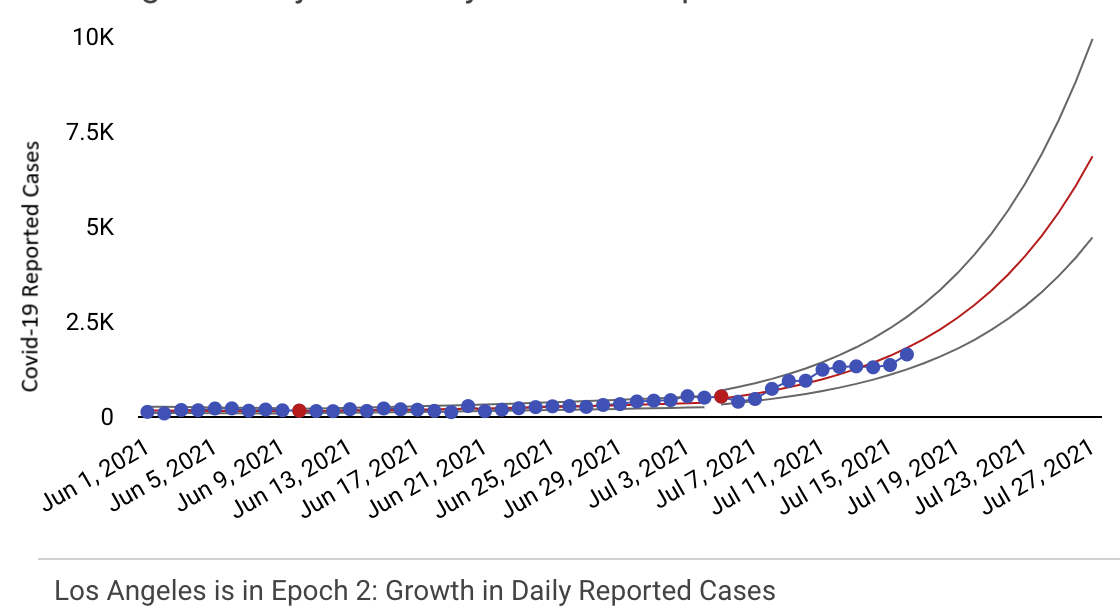 10K
7.5K
5K
2.5K
0
Covid-19 Reported Cases
Jun 1, 2021
Jun 5, 2021
Jun 9, 2021
Jun 13, 2021
Jun 17, 2021
Jun 21, 2021
Jun 25, 2021
Jun 29, 2021
Jul 3, 2021
Jul 7, 2021
Jul 11, 2021
Jul 15, 2021
Jul 19, 2021
Jul 23, 2021
Jul 27, 2021
Los Angeles is in Epoch 2: Growth in Daily Reported Cases